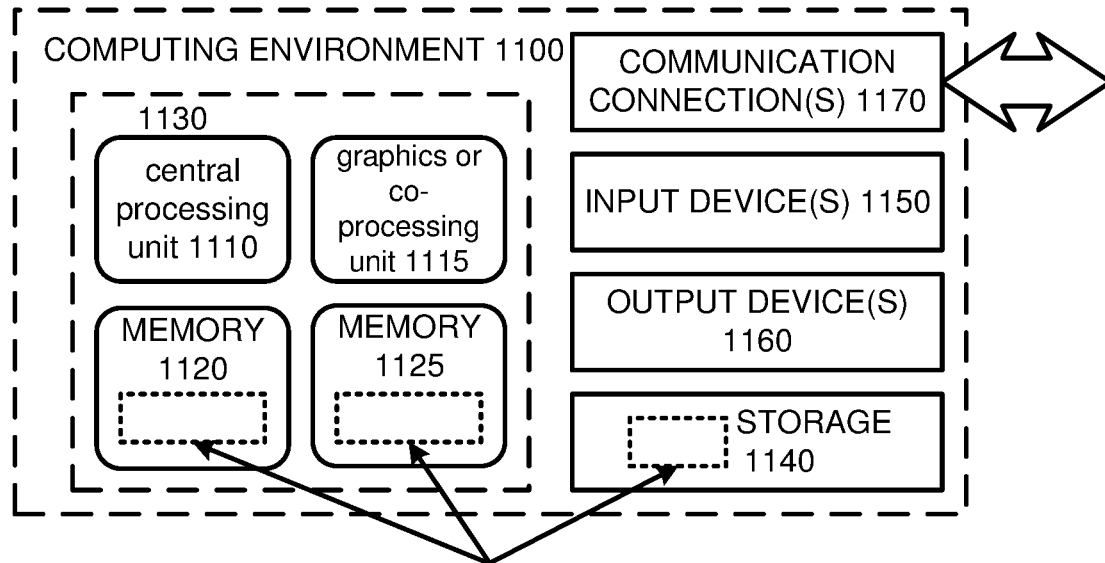 COMPUTING ENVIRONMENT 1100
COMMUNICATION
CONNECTION(S) 1170
1130
central
processing
unit 1110
graphics or
co-
processing
unit 1115
INPUT DEVICE(S) 1150
OUTPUT DEVICE(S)
1160
MEMORY
1120
MEMORY
1125
STORAGE
1140